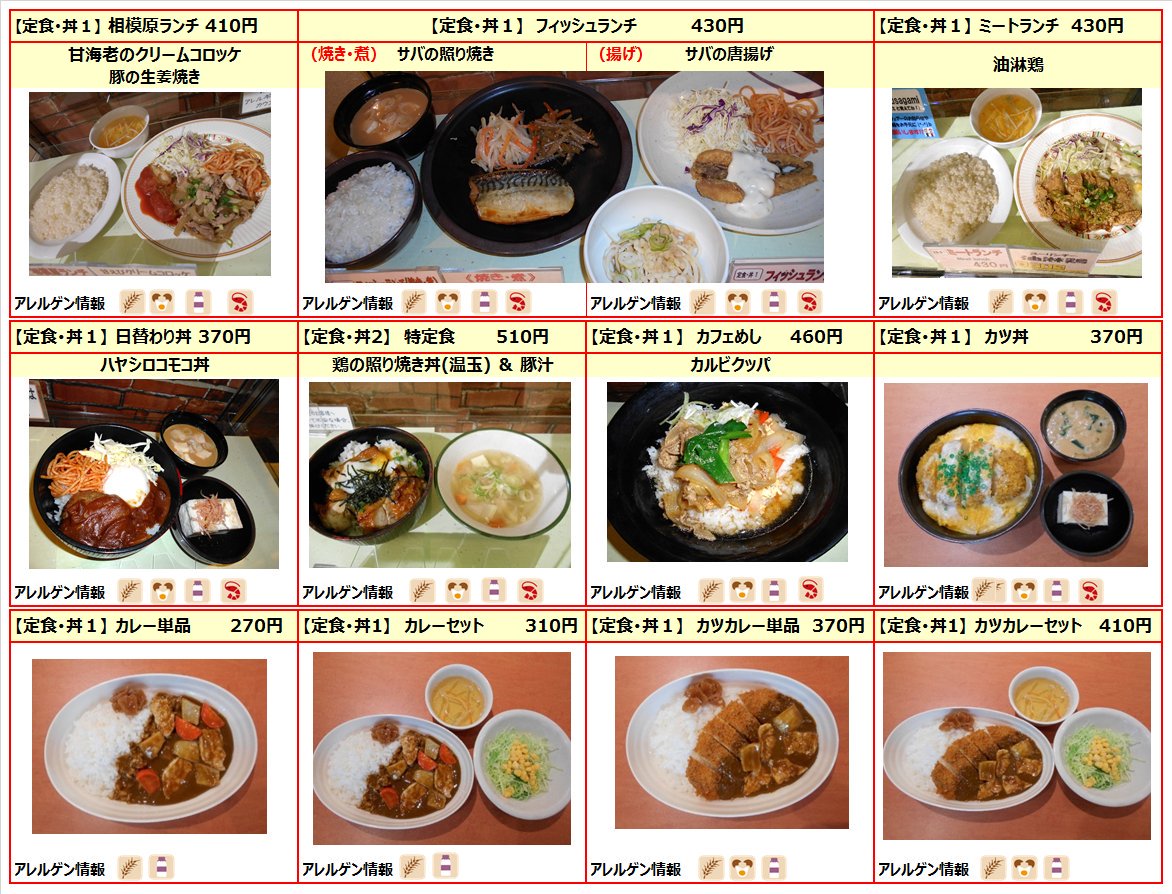 【定食・丼１】 相模原ランチ 410円
【定食・丼１】 フィッシュランチ 430円
【定食・丼１】 ミートランチ 430円
甘海老のクリームコロッケ
豚の生姜焼き
(焼き・煮) サバの照り焼き
(揚げ) サバの唐揚げ
油淋鶏
《焼き・煮》
定食・丼１ フィッシュラン
ミートランチ
430円
アレルゲン情報
アレルゲン情報
アレルゲン情報
アレルゲン情報
【定食・丼１】 日替わり丼 370円
【定食・丼2】 特定食 510円
【定食・丼１】 カフェめし 460円
【定食・丼１】 カツ丼 370円
ハヤシロコモコ丼
鶏の照り焼き丼(温玉) ＆ 豚汁
カルビクッパ
アレルゲン情報
アレルゲン情報
アレルゲン情報
アレルゲン情報
【定食・丼１】 カレー単品 270円
【定食・丼1】 カレーセット 310円
【定食・丼１】 カツカレー単品 370円
【定食・丼1】 カツカレーセット 410円
アレルゲン情報
アレルゲン情報
アレルゲン情報
アレルゲン情報